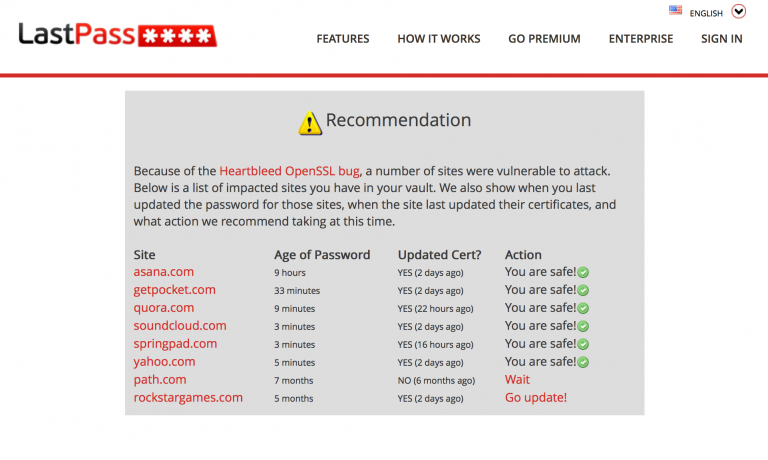 ENGLISH
LastPass ****
FEATURES HOW IT WORKS GO PREMIUM ENTERPRISE SIGN IN
Recommendation
Because of the Heartbleed OpenSSL bug, a number of sites were vulnerable to attack.
Below is a list of impacted sites you have in your vault. We also show when you last
updated the password for those sites, when the site last updated their certificates, and
what action we recommend taking at this time.
Site Age of Password Updated Cert? Action
asana.com 9 hours YES (2 days ago) You are safe!
getpocket.com 33 minutes YES (2 days ago) You are safe!
quora.com 9 minutes YES (22 hours ago) You are safe!
soundcloud.com 3 minutes YES (2 days ago) You are safe!
springpad.com 3 minutes YES (16 hours ago) You are safe!
yahoo.com 5 minutes YES (2 days ago) You are safe!
path.com 7 months NO (6 months ago) Wait
rockstargames.com 5 months YES (2 days ago) Go update!